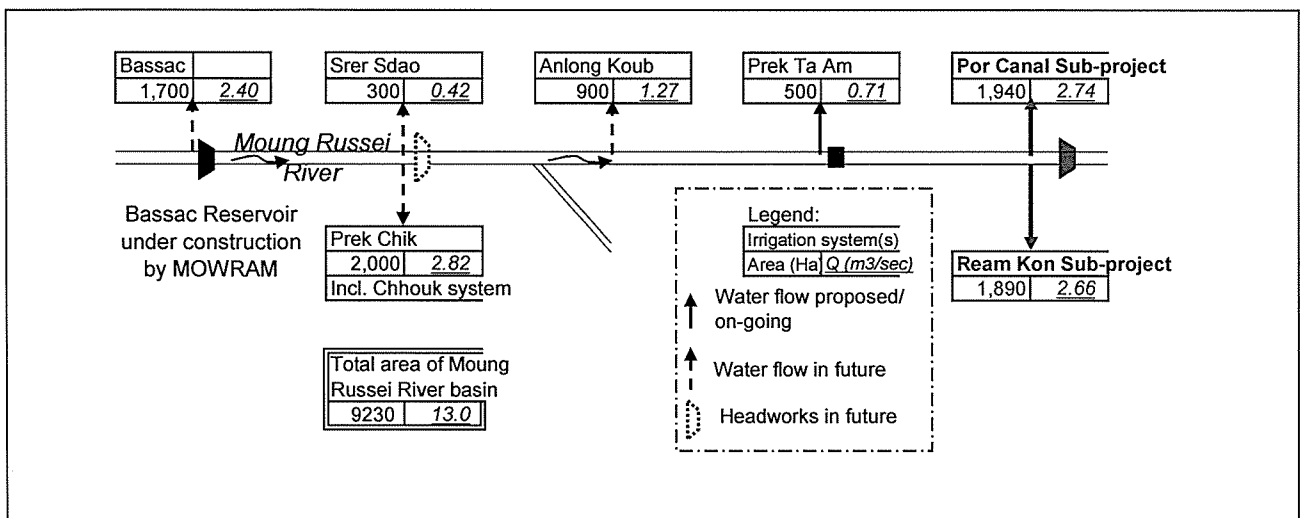 Bassac
1,700 2.40
Srer Sdao
300 0.42
Anlong Koub
900 1.27
Prek Ta Am
500 0.71
Por Canal Sub-project
1,940 2.74
Moung Russei
River
Bassac Reservoir
under construction
by MOWRAM
Prek Chik
2,000 2.82
Incl. Chhouk system
Total area of Moung
Russei River basin
9230 13.0
Legend:
Irrigation system(s)
Area (Ha) Q (m3/sec)
Water flow proposed/
on-going
Water flow in future
Headworks in future
Ream Kon Sub-project
1,890 2.66